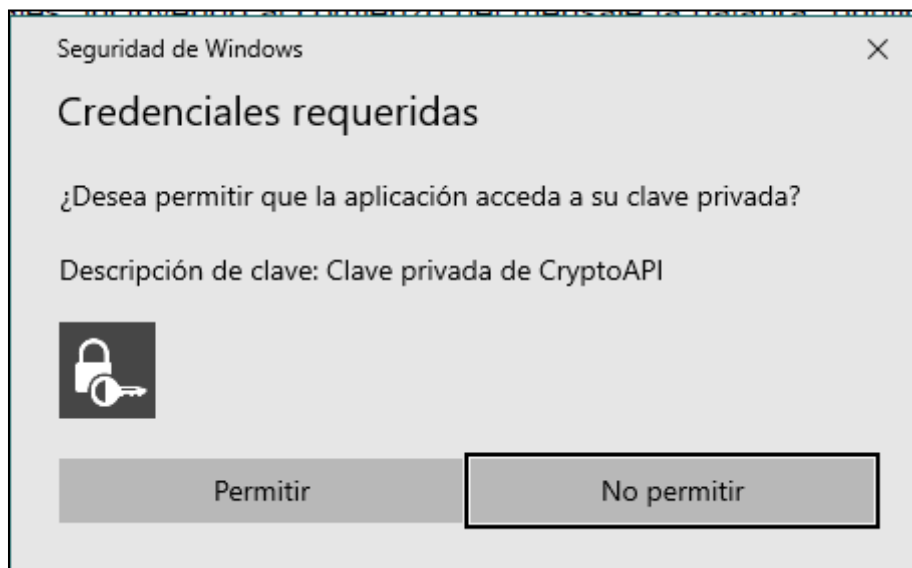 Seguridad de Windows
Credenciales requeridas
¿Desea permitir que la aplicación acceda a su clave privada?
Descripción de clave: Clave privada de CryptoAPI
Permitir
No permitir